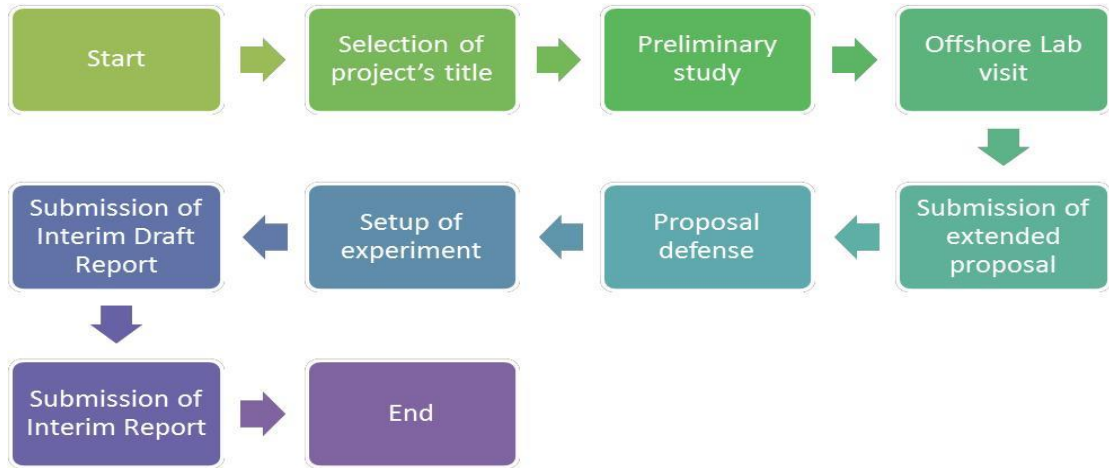 Start
Selection of
project's title
Preliminary
study
Offshore Lab
visit
Submission of
extended
proposal
Proposal
defense
Setup of
experiment
Submission of
Interim Draft
Report
Submission of
Interim Report
End